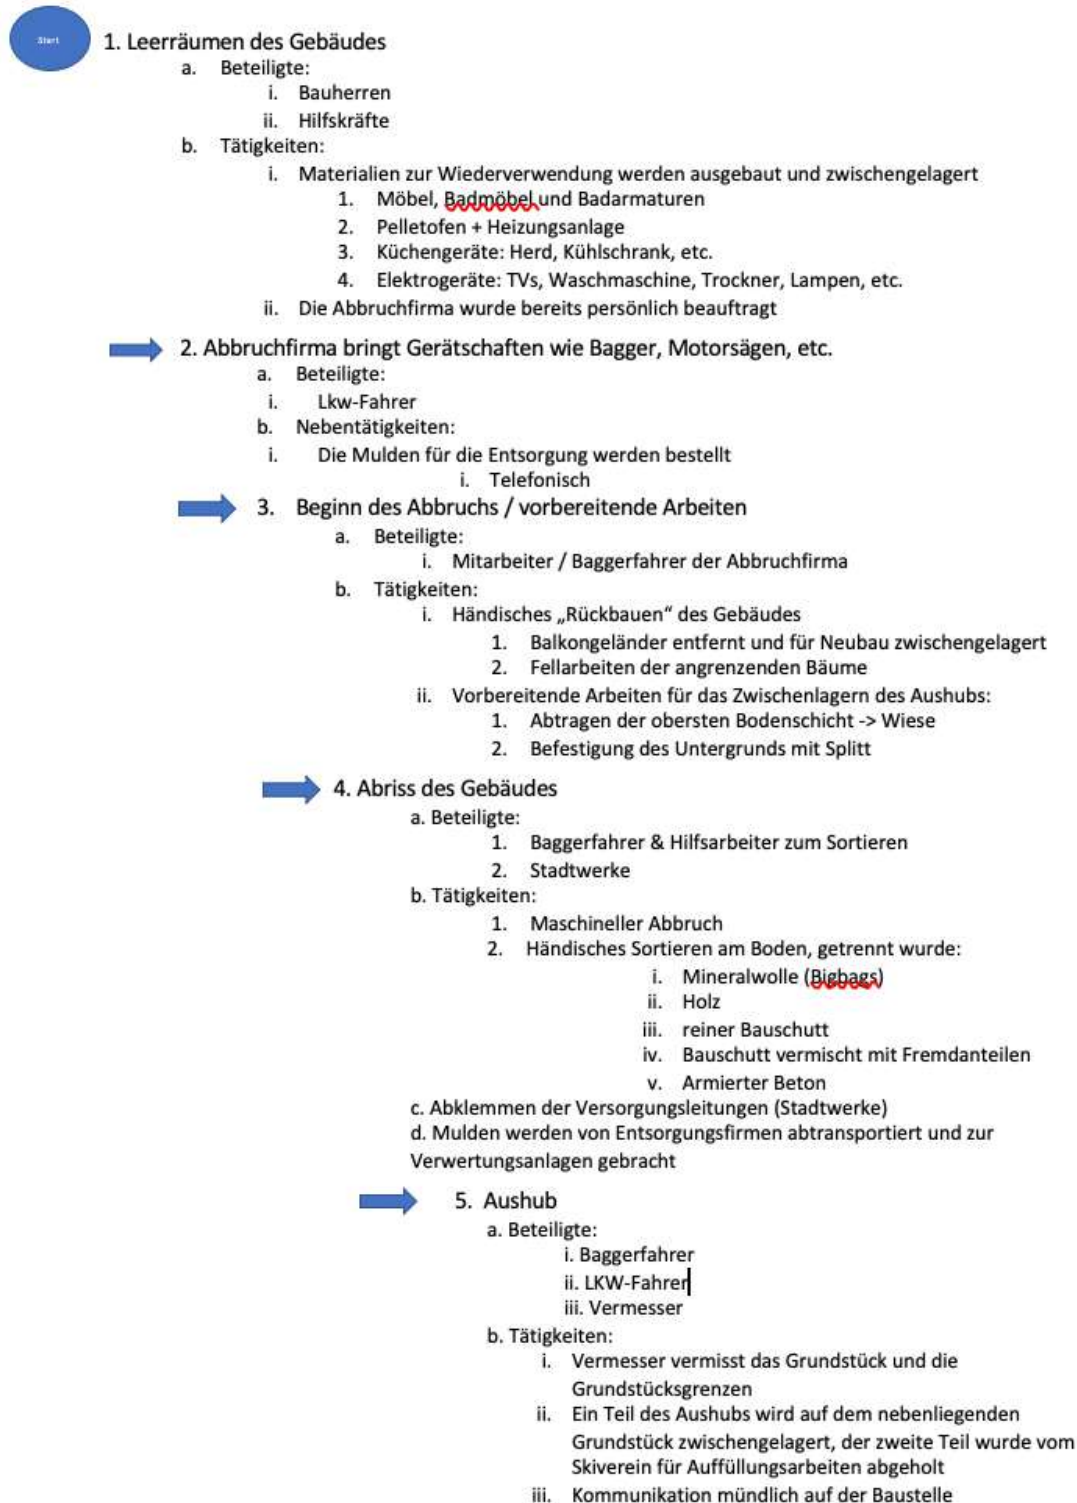 Start
1. Leerräumen des Gebäudes
a. Beteiligte:
i. Bauherren
ii. Hilfskräfte
b. Tätigkeiten:
i. Materialien zur Wiederverwendung werden ausgebaut und zwischengelagert
1. Möbel, Badmöbel und Badarmaturen
2. Pelletofen + Heizungsanlage
3. Küchengeräte: Herd, Kühlschrank, etc.
4. Elektrogeräte: TVs, Waschmaschine, Trockner, Lampen, etc.
ii. Die Abbruchfirma wurde bereits persönlich beauftragt
2. Abbruchfirma bringt Gerätschaften wie Bagger, Motorsägen, etc.
a. Beteiligte:
i. Lkw-Fahrer
b. Nebentätigkeiten:
i. Die Mulden für die Entsorgung werden bestellt
i. Telefonisch
3. Beginn des Abbruchs / vorbereitende Arbeiten
a. Beteiligte:
i. Mitarbeiter / Baggerfahrer der Abbruchfirma
b. Tätigkeiten:
i. Händisches „Rückbauen“ des Gebäudes
1. Balkongeländer entfernt und für Neubau zwischengelagert
2. Fellarbeiten der angrenzenden Bäume
ii. Vorbereitende Arbeiten für das Zwischenlagern des Aushubs:
1. Abtragen der obersten Bodenschicht -> Wiese
2. Befestigung des Untergrunds mit Splitt
4. Abriss des Gebäudes
a. Beteiligte:
1. Baggerfahrer & Hilfsarbeiter zum Sortieren
2. Stadtwerke
b. Tätigkeiten:
1. Maschineller Abbruch
2. Händisches Sortieren am Boden, getrennt wurde:
i. Mineralwolle (Bigbags)
ii. Holz
iii. reiner Bauschutt
iv. Bauschutt vermischt mit Fremdanteilen
v. Armierter Beton
c. Abklemmen der Versorgungsleitungen (Stadtwerke)
d. Mulden werden von Entsorgungsfirmen abtransportiert und zur
Verwertungsanlagen gebracht
5. Aushub
a. Beteiligte:
i. Baggerfahrer
ii. LKW-Fahrer
iii. Vermesser
b. Tätigkeiten:
i. Vermesser vermisst das Grundstück und die
Grundstücksgrenzen
ii. Ein Teil des Aushubs wird auf dem nebenliegenden
Grundstück zwischengelagert, der zweite Teil wurde vom
Skiverein für Auffüllungsarbeiten abgeholt
iii. Kommunikation mündlich auf der Baustelle